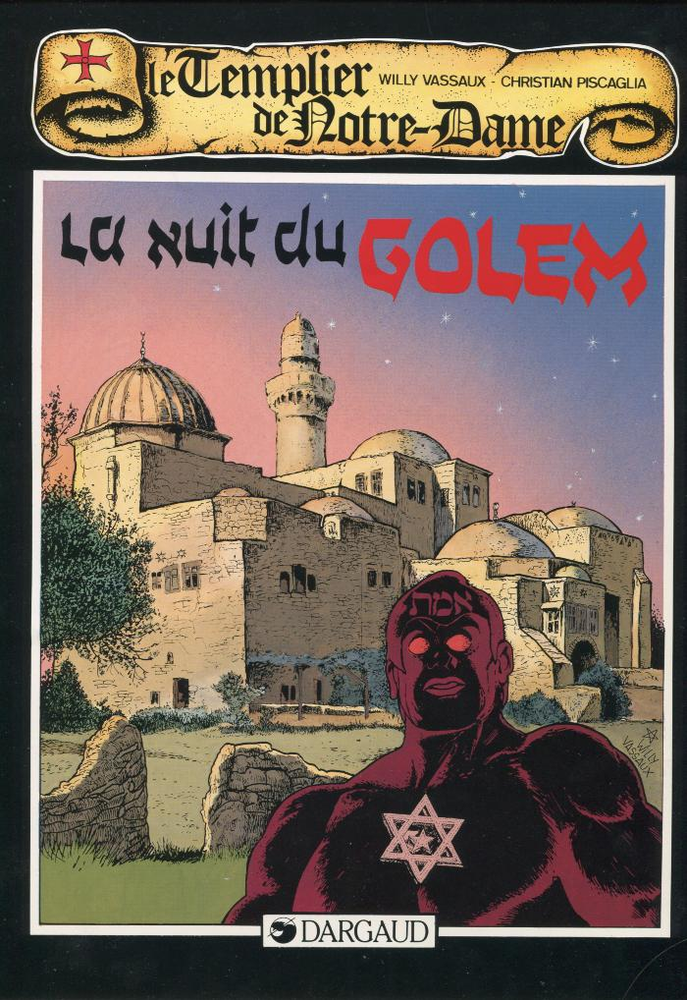 le Templier WILLY VASSAUX - CHRISTIAN PISCAGLIA
de Notre-Dame
La nuit du GOLEM
אמת
WILLY
VASSAUX
DARGAUD